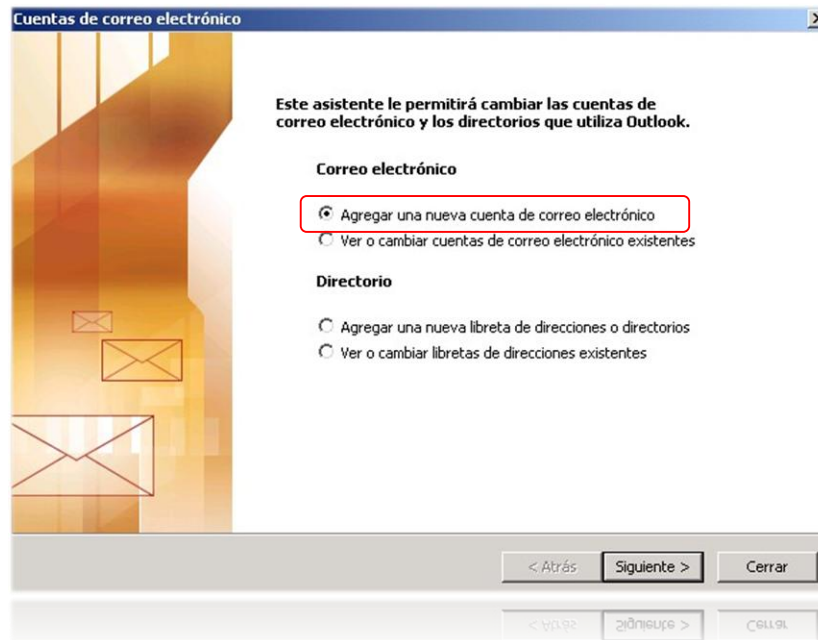 Cuentas de correo electrónico
Este asistente le permitirá cambiar las cuentas de
correo electrónico y los directorios que utiliza Outlook.
Correo electrónico
Agregar una nueva cuenta de correo electrónico
Ver o cambiar cuentas de correo electrónico existentes
Directorio
Agregar una nueva libreta de direcciones o directorios
Ver o cambiar libretas de direcciones existentes
< Atrás Siguiente > Cerrar